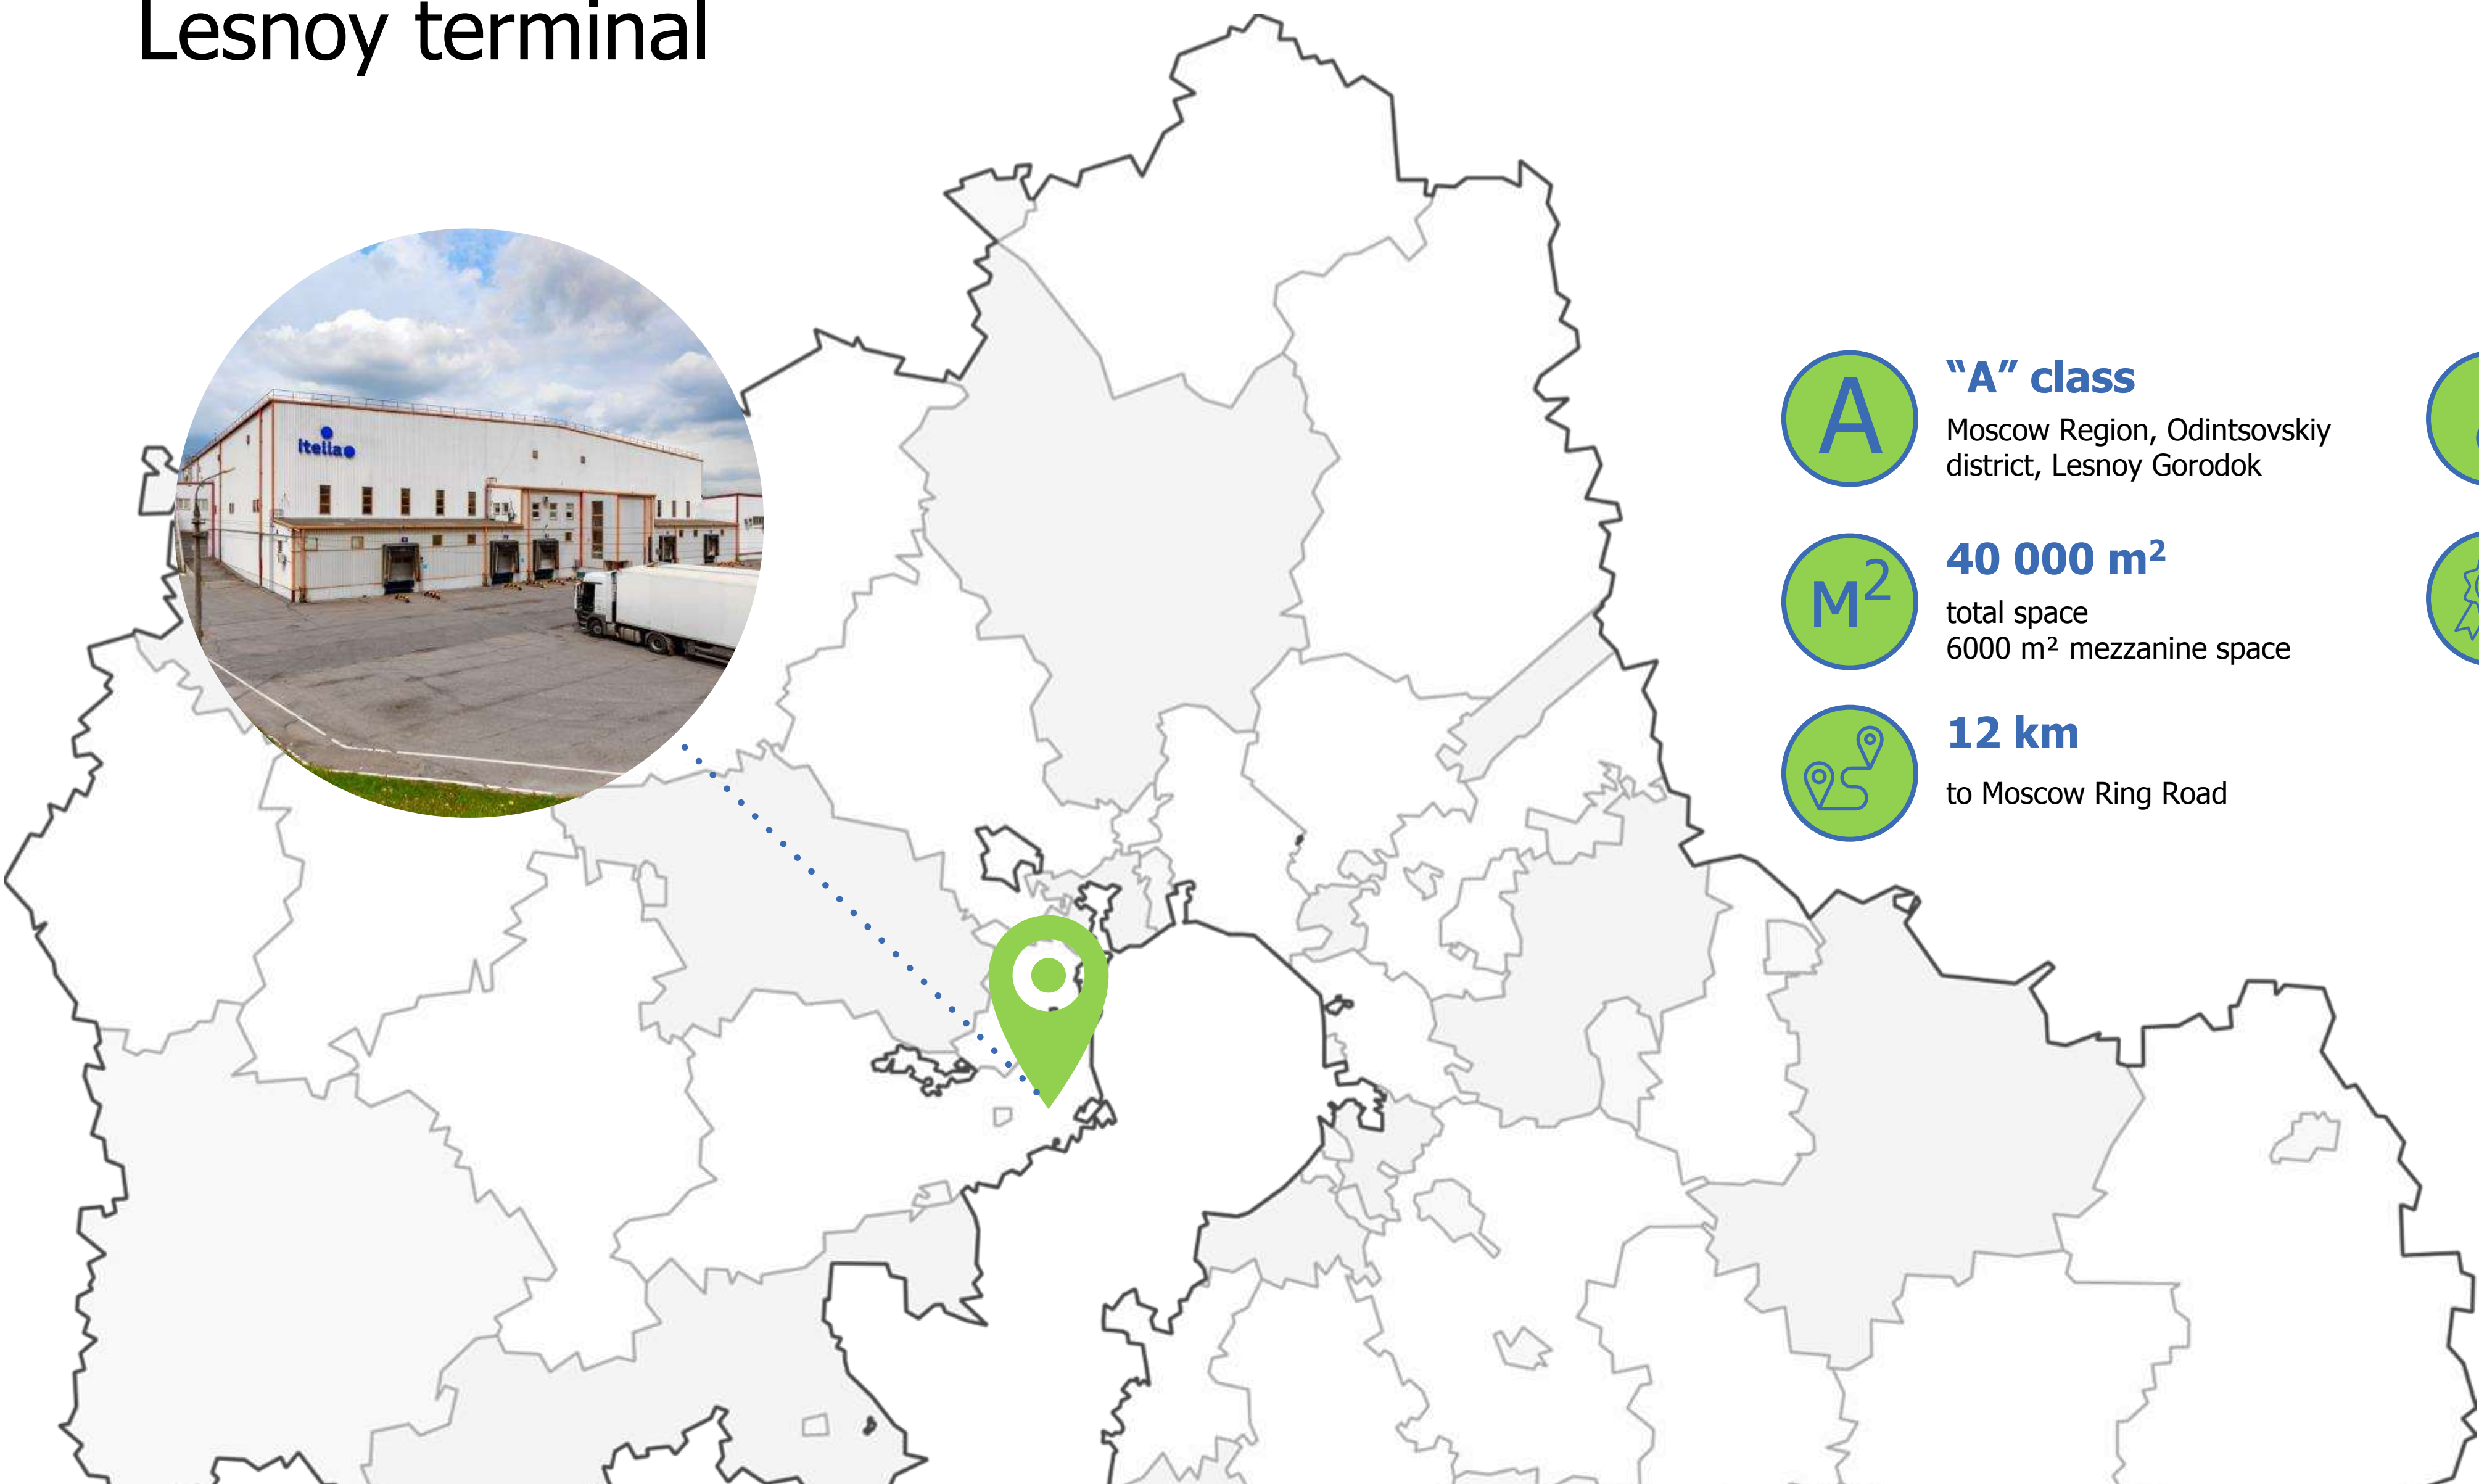 Lesnoy terminal
itella
A
“A” class
Moscow Region, Odintsovskiy
district, Lesnoy Gorodok
M²
40 000 m²
total space
6000 m² mezzanine space
12 km
to Moscow Ring Road